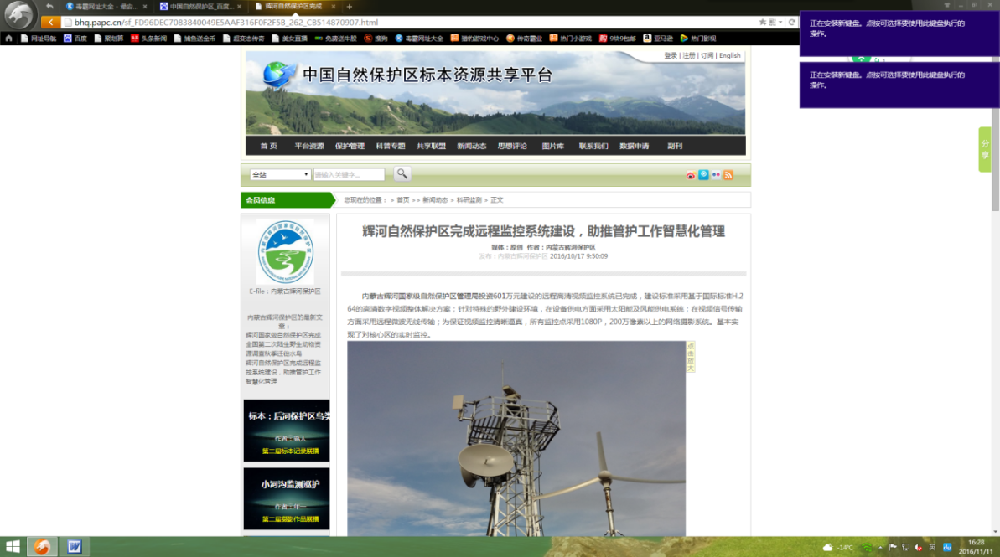 毒霸网址大全 - 最安...
中国自然保护区_百度...
辉河自然保护区完成
bhq.papc.cn/sf_FD96DEC7083840049E5AAF316F0F2F5B_262_CB514870907.html
网址导航 百度 聚划算 头条新闻 捕鱼送金币 超变态传奇 美女直播 免费送牛股 搜狗 毒霸网址大全 猎豹游戏中心 传奇霸业 热门小游戏 9块9包邮 亚马逊 热门影视
正在安装新键盘。点按可选择要使用此键盘执行的
操作。
正在安装新键盘。点按可选择要使用此键盘执行的
操作。
登录 | 注册 | 订阅 | English
中国自然保护区标本资源共享平台
首 页 平台资源 保护管理 科普专题 共享联盟 新闻动态 思想评论 图片库 联系我们 数据申请 副刊
分享
全站 请输入关键字...
会员信息
您现在的位置： » 首页 » » 新闻动态 » 科研监测 » 正文
辉河自然保护区完成远程监控系统建设，助推管护工作智慧化管理
媒体：原创 作者：内蒙古辉河保护区
发布：内蒙古辉河保护区 2016/10/17 9:50:09
E-file：内蒙古辉河保护区
内蒙古辉河保护区的最新文
章：
辉河国家级自然保护区完成
全国第二次陆生野生动物资
源调查秋季迁徙水鸟
辉河自然保护区完成远程监
控系统建设，助推管护工作
智慧化管理
内蒙古辉河国家级自然保护区管理局投资601万元建设的远程高清视频监控系统已完成，建设标准采用基于国际标准H.2
64的高清数字视频整体解决方案；针对特殊的野外建设环境，在设备供电方面采用太阳能及风能供电系统；在视频信号传输
方面采用远程微波无线传输；为保证视频监控清晰逼真，所有监控点采用1080P，200万像素以上的网络摄影系统。基本实
现了对核心区的实时监控。
点击放大
标本：后河保护区鸟类
第二届标本记录展播
小河沟监测巡护
第二届摄影作品展播
-14℃
英
16:28
2016/11/11